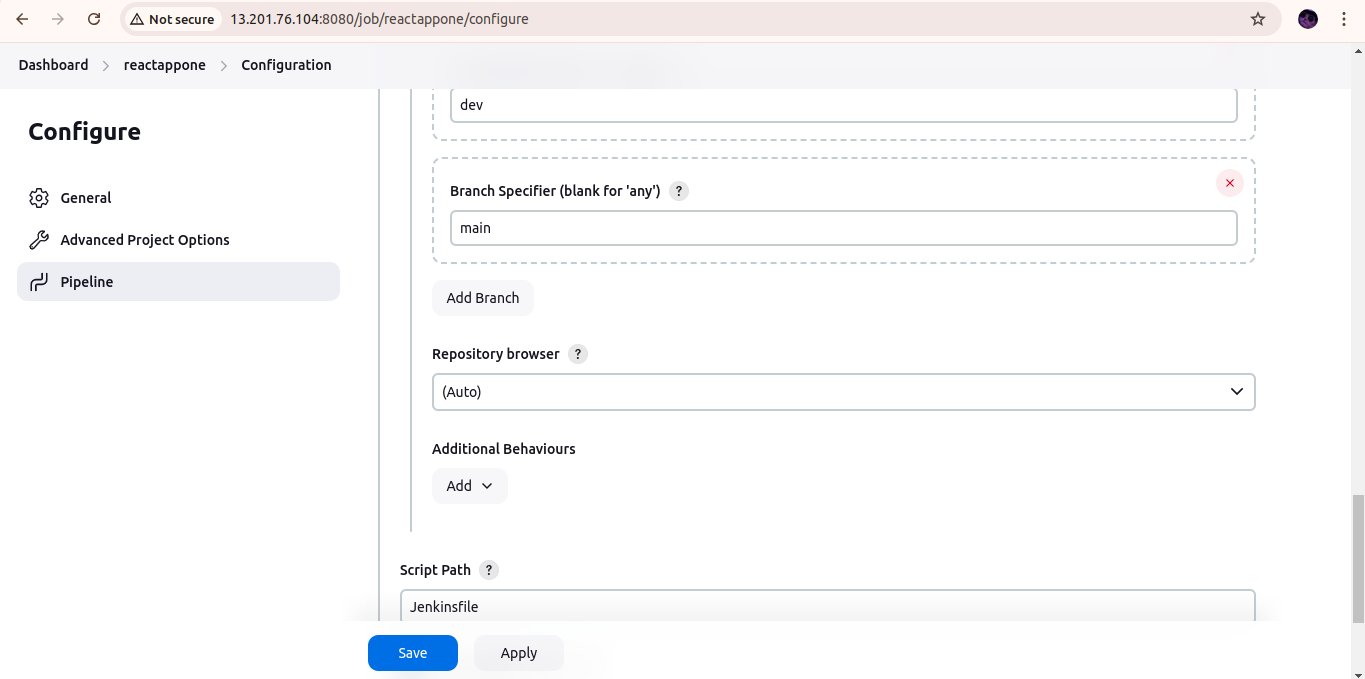 Not secure 13.201.76.104:8080/job/reactappone/configure
Dashboard reactappone Configuration
Configure
General
Advanced Project Options
Pipeline
dev
Branch Specifier (blank for 'any') ?
main
Add Branch
Repository browser ?
(Auto)
Additional Behaviours
Add
Script Path ?
Jenkinsfile
Save Apply